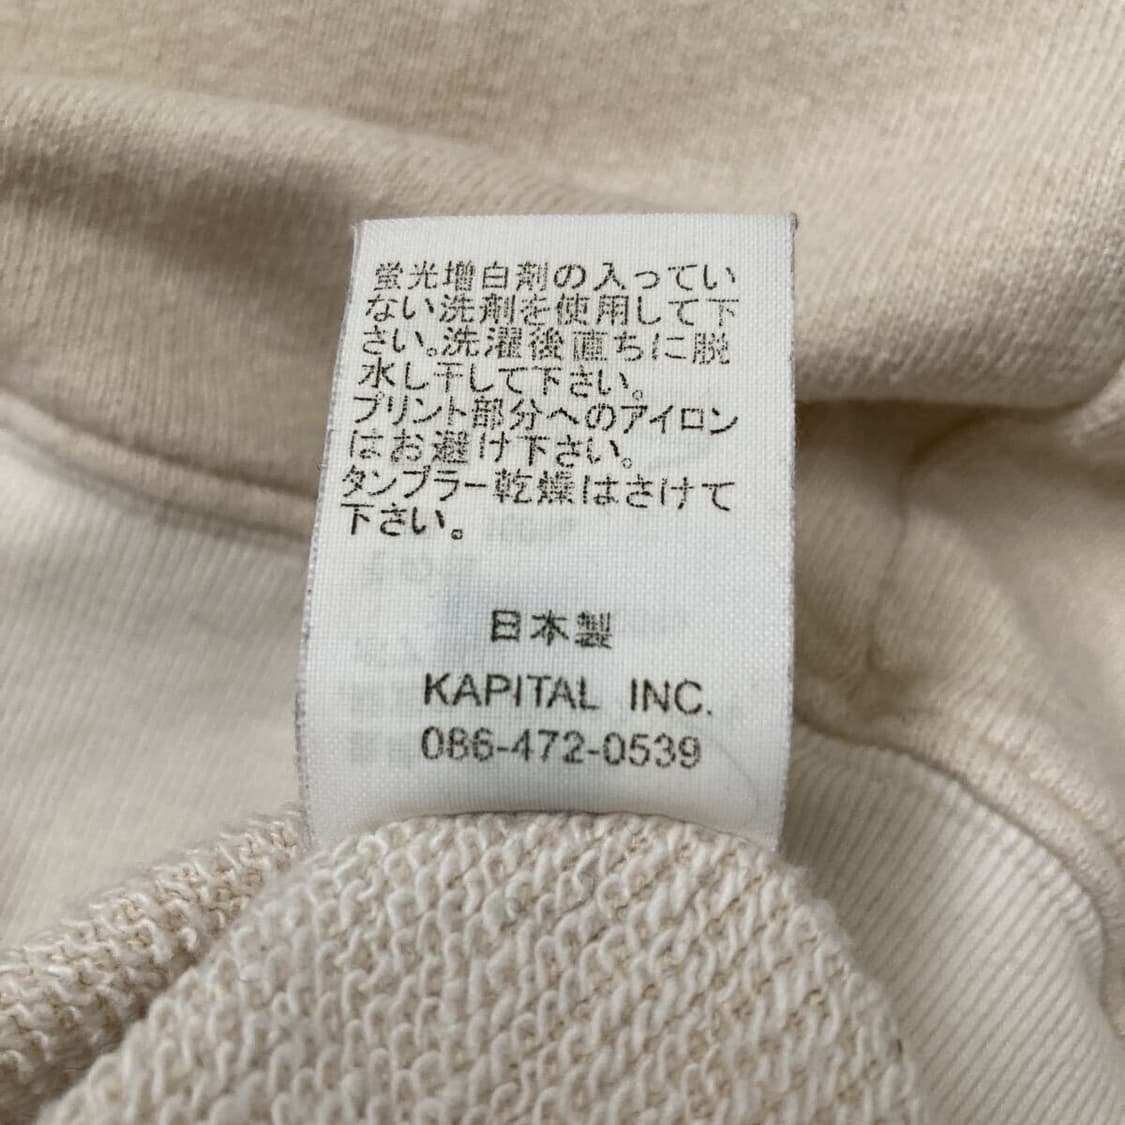 蛍光増白剤の入ってい
ない洗剤を使用して下
さい。洗濯後直ちに脱
水し干して下さい。
プリント部分へのアイロン
はお避け下さい。
タンブラー乾燥はさけて
下さい。
日本製
KAPITAL INC.
086-472-0539